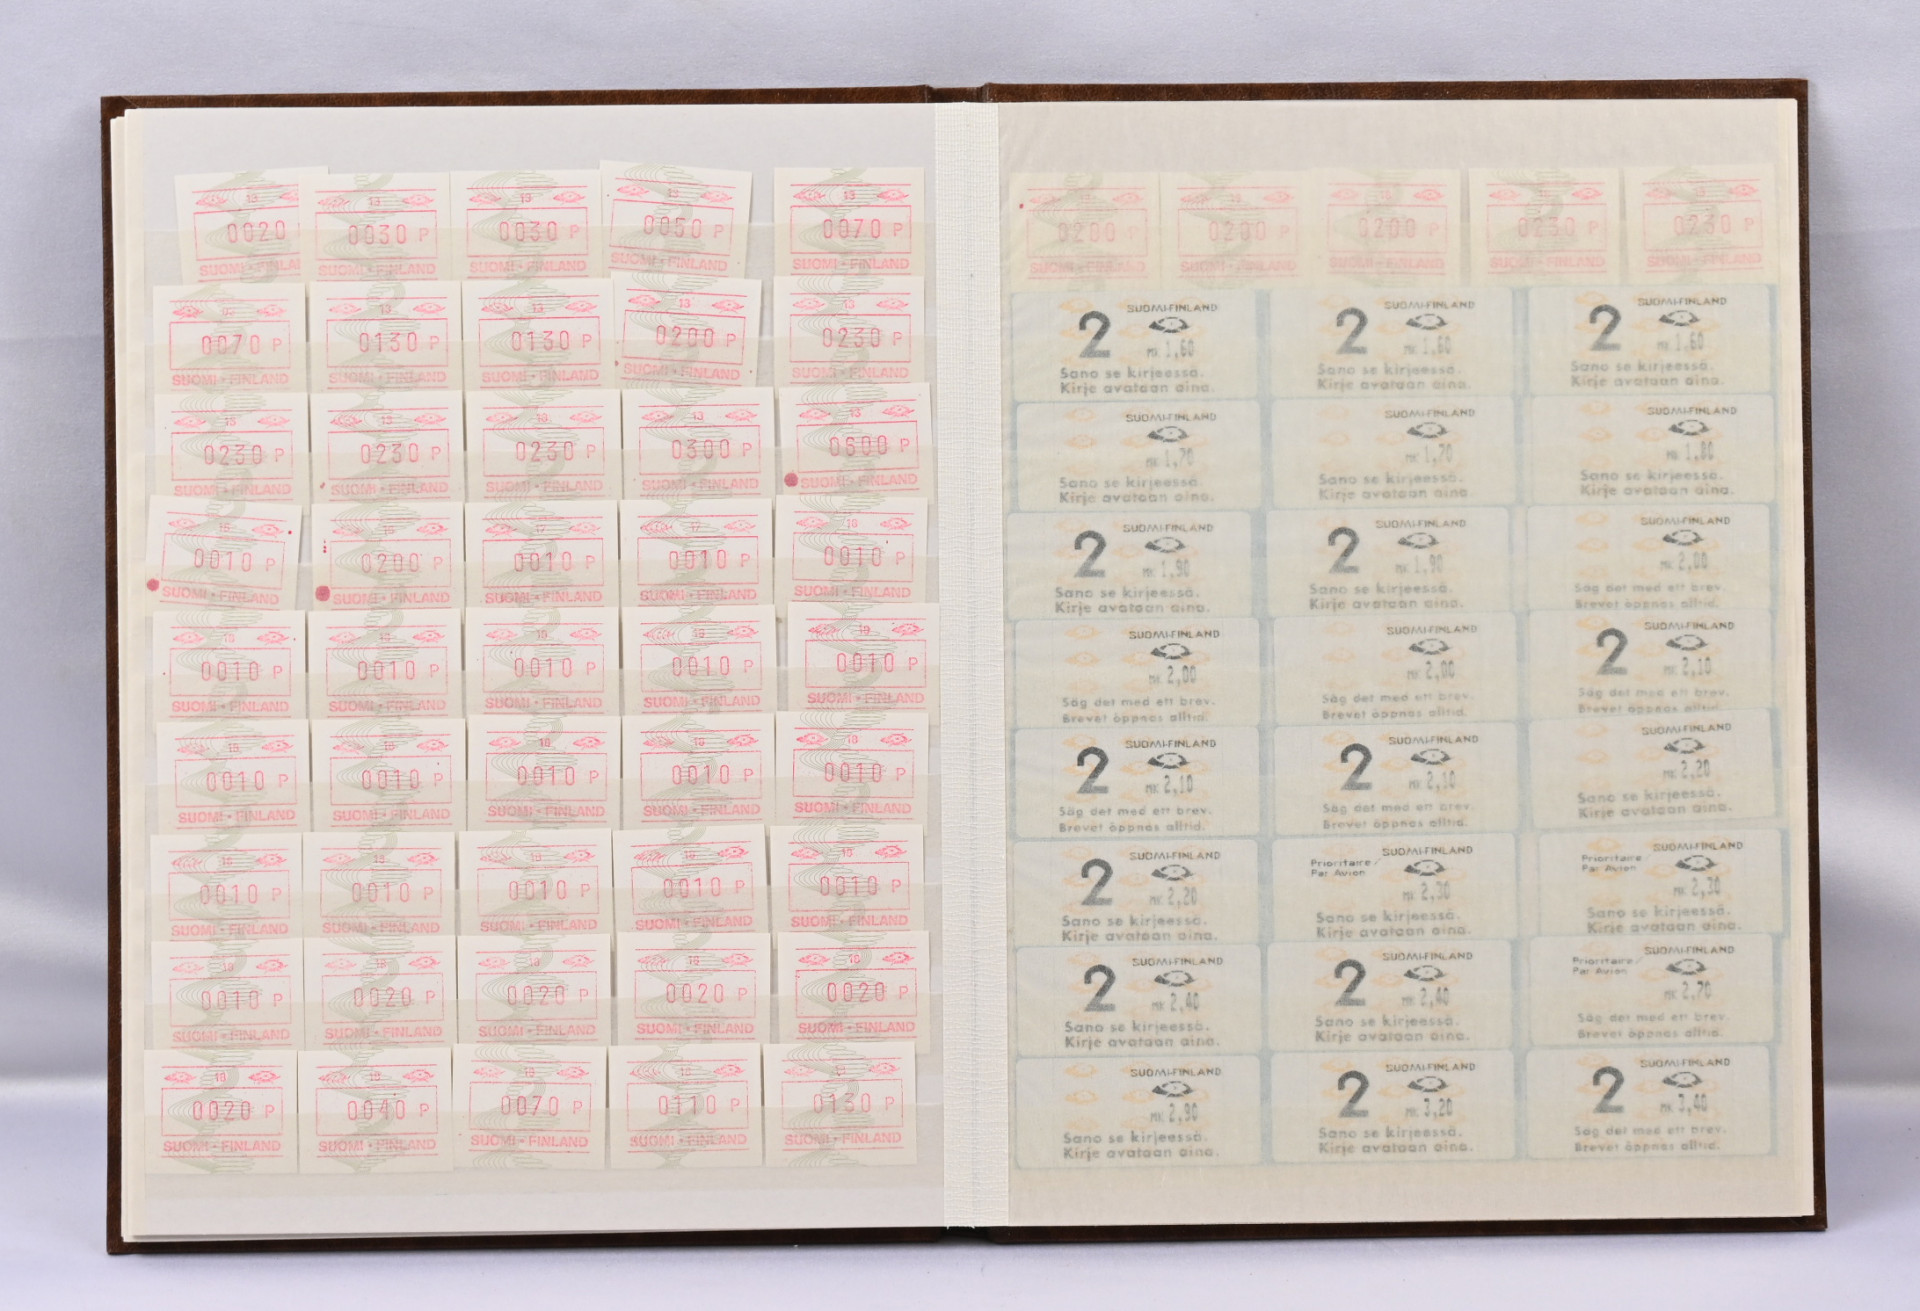 13 13 13 13 13
0020 0030 P 0030 P 0050 P 0070 P
SUOMI • FINLAND SUOMI • FINLAND SUOMI • FINLAND SUOMI • FINLAND
13 13 13 13
0070 P 0130 P 0130 P 0200 P 0230 P
SUOMI • FINLAND SUOMI • FINLAND SUOMI • FINLAND SUOMI • FINLAND SUOMI • FINLAND
13 13 13 13 13
0230 P 0230 P 0230 P 0300 P 0600 P
SUOMI • FINLAND SUOMI • FINLAND SUOMI • FINLAND SUOMI • FINLAND SUOMI • FINLAND
0010 P 0200 P 0010 P 0010 P 0010 P
SUOMI • FINLAND SUOMI • FINLAND SUOMI • FINLAND SUOMI • FINLAND SUOMI • FINLAND
0010 P 0010 P 0010 P 0010 P 0010 P
SUOMI • FINLAND SUOMI • FINLAND SUOMI • FINLAND SUOMI • FINLAND SUOMI • FINLAND
0010 P 0010 P 0010 P 0010 P 0010 P
SUOMI • FINLAND SUOMI • FINLAND SUOMI • FINLAND SUOMI • FINLAND SUOMI • FINLAND
0010 P 0010 P 0010 P 0010 P 0010 P
SUOMI • FINLAND SUOMI • FINLAND SUOMI • FINLAND SUOMI • FINLAND SUOMI • FINLAND
0010 P 0020 P 0020 P 0020 P 0020 P
SUOMI • FINLAND SUOMI • FINLAND SUOMI • FINLAND SUOMI • FINLAND SUOMI • FINLAND
0020 P 0040 P 0070 P 0110 P 0130 P
SUOMI • FINLAND SUOMI • FINLAND SUOMI • FINLAND SUOMI • FINLAND SUOMI • FINLAND
0200 P 0200 P 0200 P 0230 P 0230 P
SUOMI • FINLAND SUOMI • FINLAND SUOMI • FINLAND SUOMI • FINLAND SUOMI • FINLAND
SUOMI-FINLAND SUOMI-FINLAND SUOMI-FINLAND
2 MK 1,60 2 MK 1,60 2 MK 1,60
Sano se kirjeessä. Sano se kirjeessä. Sano se kirjeessä.
Kirje avataan aina. Kirje avataan aina. Kirje avataan aina.
SUOMI-FINLAND SUOMI-FINLAND SUOMI-FINLAND
MK 1,70 MK 1,70 MK 1,80
Sano se kirjeessä. Sano se kirjeessä. Sano se kirjeessä.
Kirje avataan aina. Kirje avataan aina. Kirje avataan aina.
SUOMI-FINLAND SUOMI-FINLAND SUOMI-FINLAND
2 MK 1,90 2 MK 1,90 MK 2,00
Sano se kirjeessä. Sano se kirjeessä. Säg det med ett brev.
Kirje avataan aina. Kirje avataan aina. Brevet öppnas alltid.
SUOMI-FINLAND SUOMI-FINLAND SUOMI-FINLAND
MK 2,00 MK 2,00 2 MK 2,10
Säg det med ett brev. Säg det med ett brev. Säg det med ett brev.
Brevet öppnas alltid. Brevet öppnas alltid. Brevet öppnas alltid.
SUOMI-FINLAND SUOMI-FINLAND SUOMI-FINLAND
2 MK 2,10 2 MK 2,10 MK 2,20
Säg det med ett brev. Säg det med ett brev. Sano se kirjeessä.
Brevet öppnas alltid. Brevet öppnas alltid. Kirje avataan aina.
SUOMI-FINLAND Prioritaire/ SUOMI-FINLAND Prioritaire/ SUOMI-FINLAND
Par Avion Par Avion
2 MK 2,20 MK 2,30 MK 2,30
Sano se kirjeessä. Sano se kirjeessä. Sano se kirjeessä.
Kirje avataan aina. Kirje avataan aina. Kirje avataan aina.
SUOMI-FINLAND SUOMI-FINLAND Prioritaire/ SUOMI-FINLAND
Par Avion
2 MK 2,40 2 MK 2,40 MK 2,70
Sano se kirjeessä. Sano se kirjeessä. Säg det med ett brev.
Kirje avataan aina. Kirje avataan aina. Brevet öppnas alltid.
SUOMI-FINLAND SUOMI-FINLAND SUOMI-FINLAND
MK 2,90 2 MK 3,20 2 MK 3,40
Sano se kirjeessä. Sano se kirjeessä. Säg det med ett brev.
Kirje avataan aina. Kirje avataan aina. Brevet öppnas alltid.